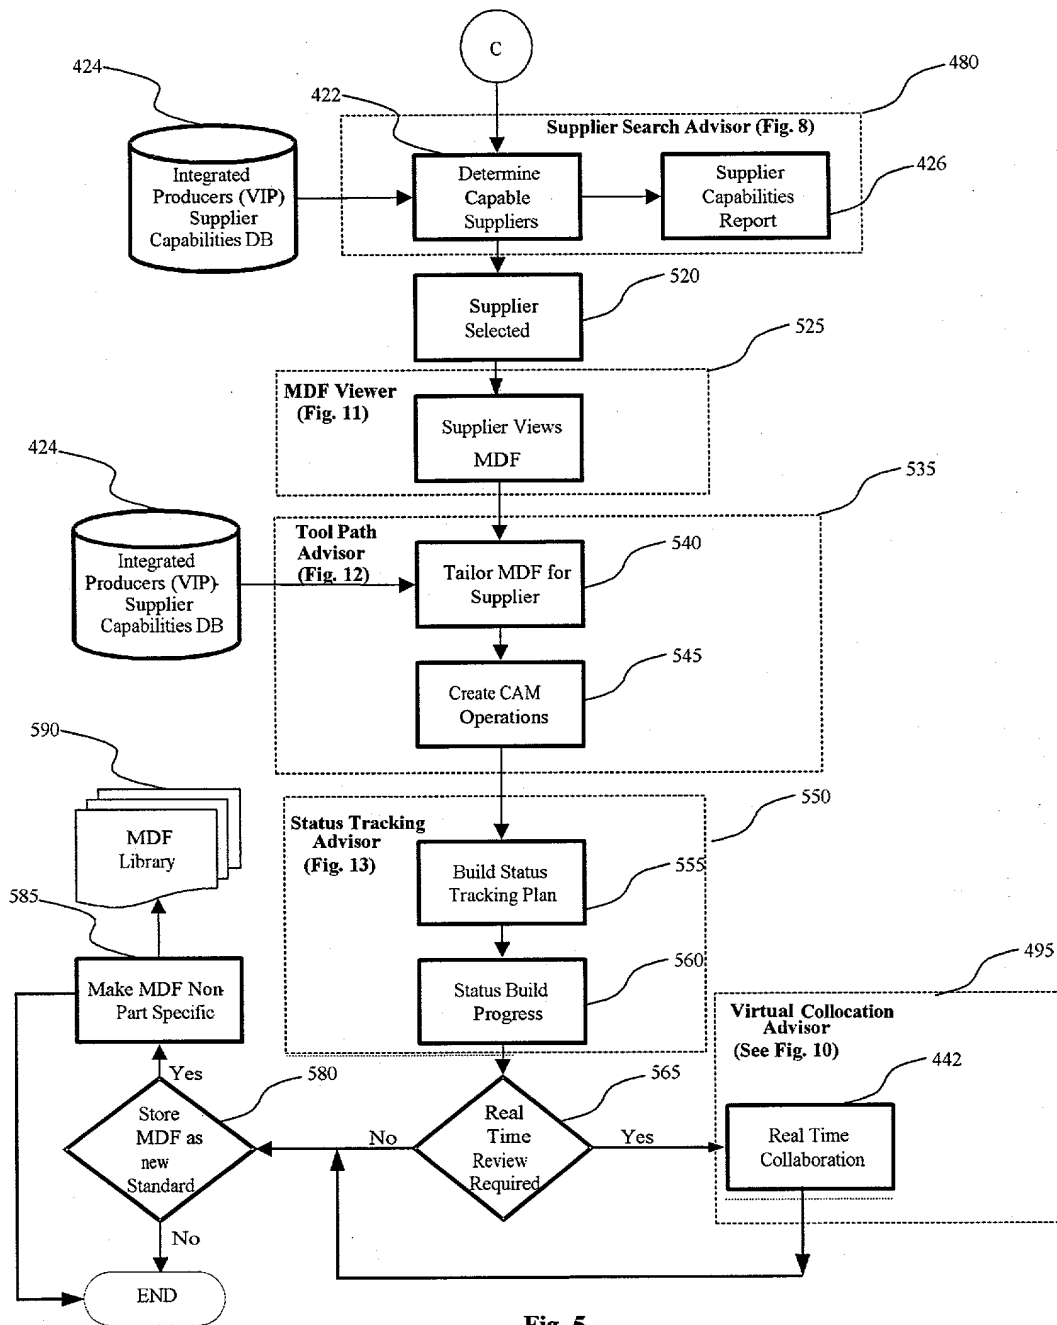 C
424
480
422
Supplier Search Advisor (Fig. 8)
Integrated
Producers (VIP)
Supplier
Capabilities DB
Determine
Capable
Suppliers
Supplier
Capabilities
Report
426
520
Supplier
Selected
525
MDF Viewer
(Fig. 11)
Supplier Views
MDF
424
535
Tool Path
Advisor
(Fig. 12)
540
Integrated
Producers (VIP)-
Supplier
Capabilities DB
Tailor MDF for
Supplier
545
Create CAM
Operations
590
550
MDF
Library
Status Tracking
Advisor
(Fig. 13)
Build Status
Tracking Plan
555
585
560
495
Make MDF Non-
Part Specific
Status Build
Progress
Virtual Collocation
Advisor
(See Fig. 10)
Yes
580
565
442
Store
MDF as
new
Standard
No
Real
Time
Review
Required
Yes
Real Time
Collaboration
No
END
Fig. 5